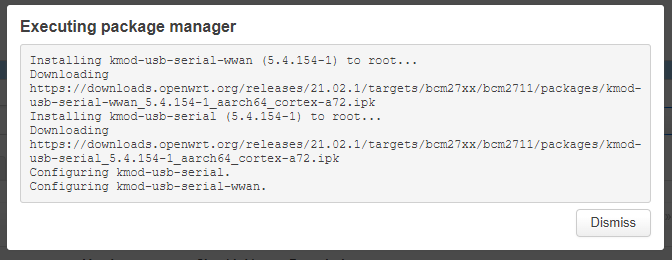 Executing package manager
Installing kmod-usb-serial-wwan (5.4.154-1) to root...
Downloading
https://downloads.openwrt.org/releases/21.02.1/targets/bcm27xx/bcm2711/packages/kmod-
usb-serial-wwan_5.4.154-1_aarch64_cortex-a72.ipk
Installing kmod-usb-serial (5.4.154-1) to root...
Downloading
https://downloads.openwrt.org/releases/21.02.1/targets/bcm27xx/bcm2711/packages/kmod-
usb-serial_5.4.154-1_aarch64_cortex-a72.ipk
Configuring kmod-usb-serial.
Configuring kmod-usb-serial-wwan.
Dismiss